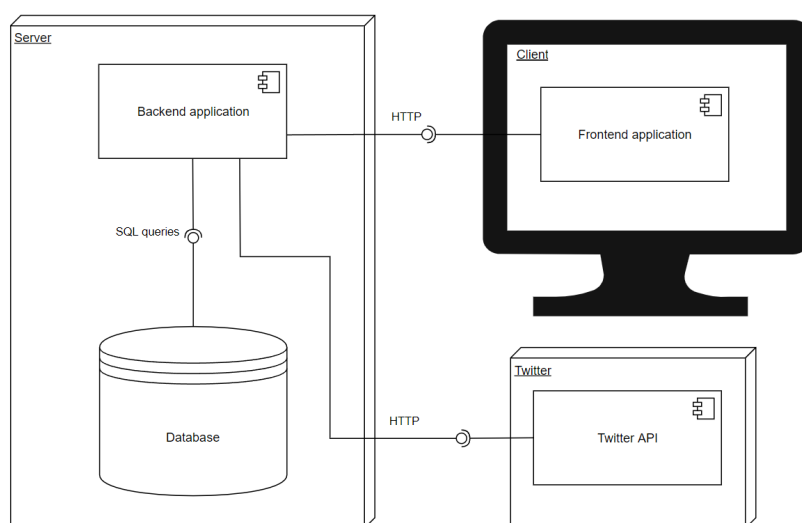 Server
Backend application
HTTP
Client
Frontend application
SQL queries
Database
HTTP
Twitter
Twitter API